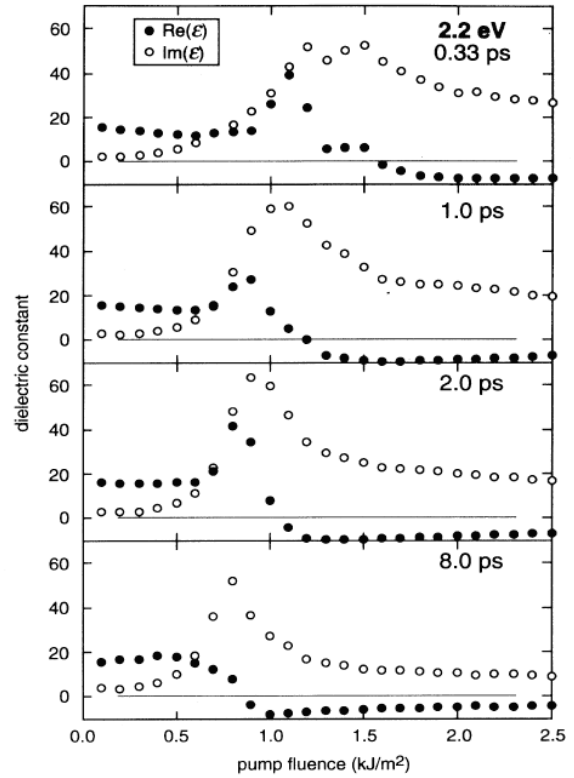 2.2 eV
Re(ε)
Im(ε)
0.33 ps
60
40
20
0
1.0 ps
60
40
20
0
2.0 ps
60
40
20
0
8.0 ps
60
40
20
0
dielectric constant
0.0 0.5 1.0 1.5 2.0 2.5
pump fluence (kJ/m²)